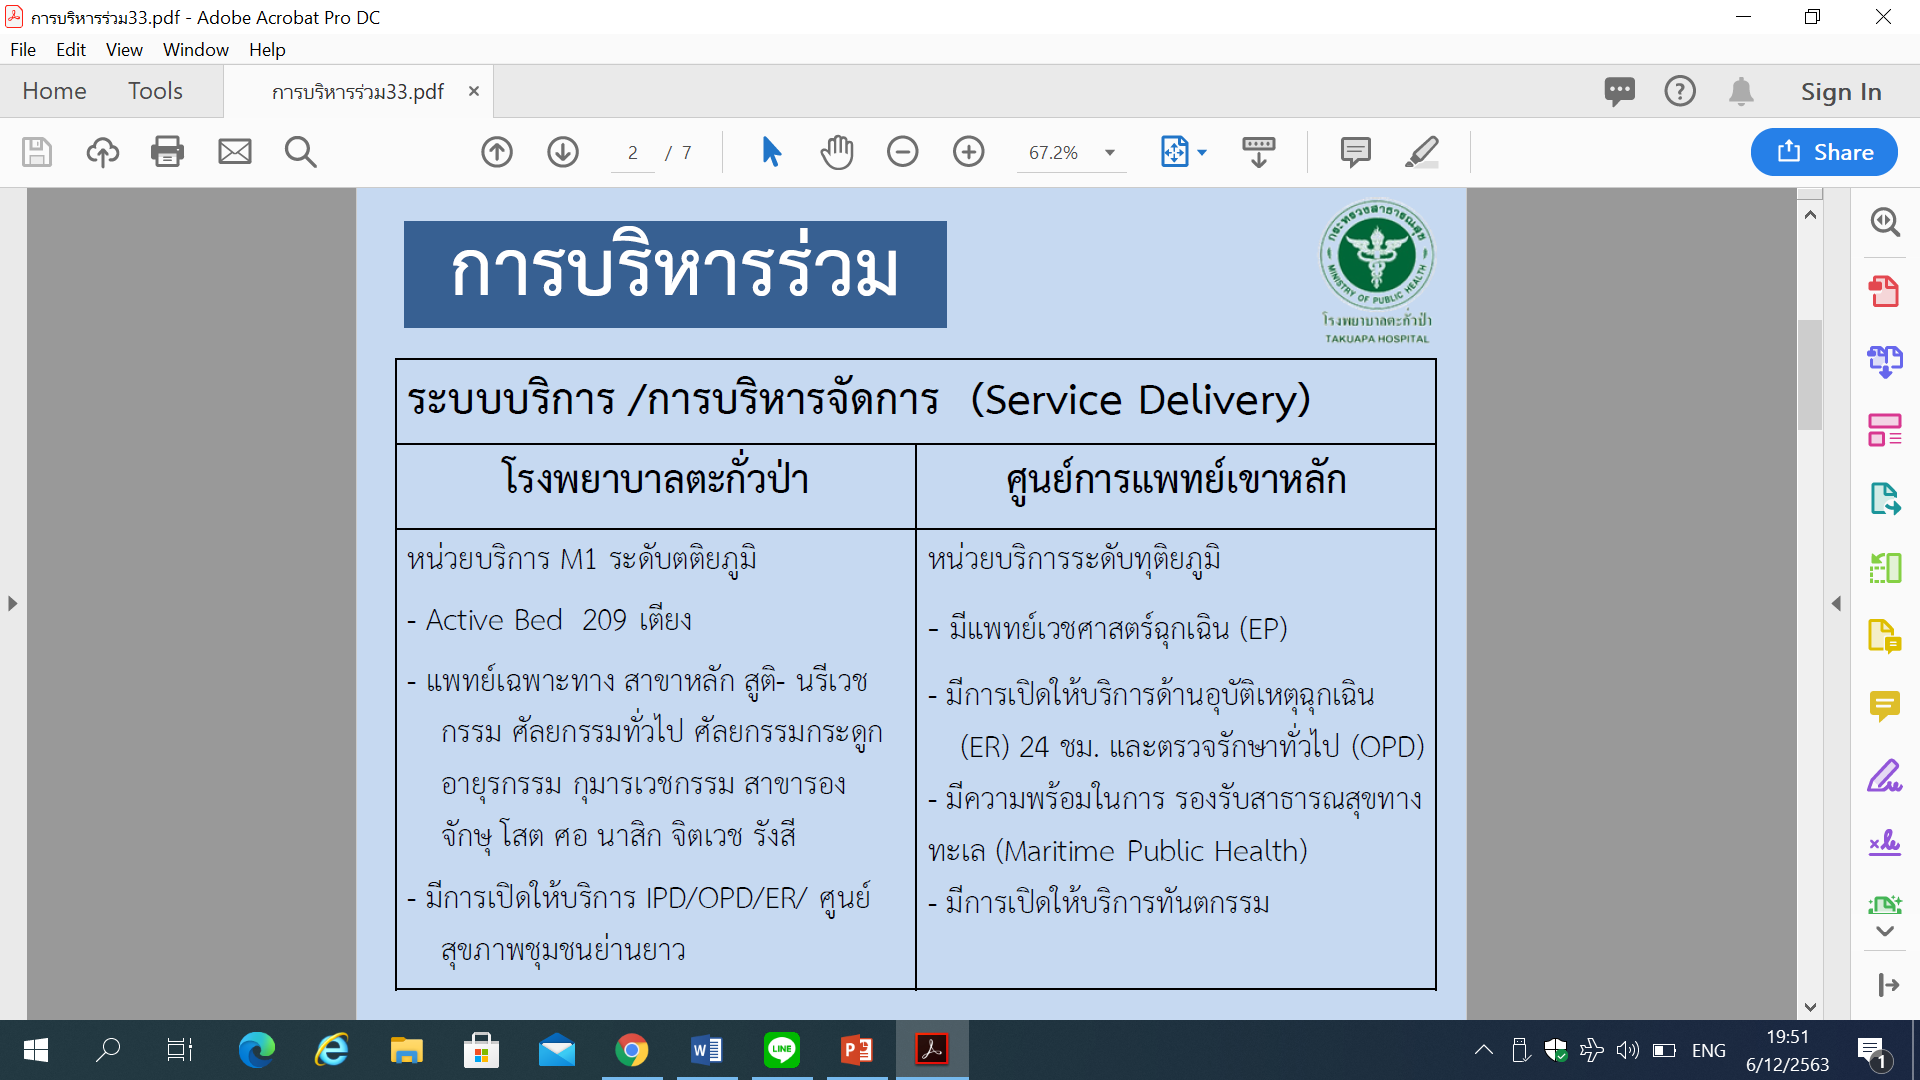 การบริหารร่วม33.pdf - Adobe Acrobat Pro DC
File Edit View Window Help
Home Tools การบริหารร่วม33.pdf × Sign In
2 / 7 67.2% Share
การบริหารร่วม
กระทรวงสาธารณสุข
MINISTRY OF PUBLIC HEALTH
โรงพยาบาลตะกั่วป่า
TAKUAPA HOSPITAL
ระบบบริการ /การบริหารจัดการ (Service Delivery)
โรงพยาบาลตะกั่วป่า
หน่วยบริการ M1 ระดับตติยภูมิ
- Active Bed 209 เตียง
- แพทย์เฉพาะทาง สาขาหลัก สูติ- นรีเวช
กรรม ศัลยกรรมทั่วไป ศัลยกรรมกระดูก
อายุรกรรม กุมารเวชกรรม สาขารอง
จักษุ โสต ศอ นาสิก จิตเวช รังสี
- มีการเปิดให้บริการ IPD/OPD/ER/ ศูนย์
สุขภาพชุมชนย่านยาว
ศูนย์การแพทย์เขาหลัก
หน่วยบริการระดับทุติยภูมิ
- มีแพทย์เวชศาสตร์ฉุกเฉิน (EP)
- มีการเปิดให้บริการด้านอุบัติเหตุฉุกเฉิน
(ER) 24 ชม. และตรวจรักษาทั่วไป (OPD)
- มีความพร้อมในการ รองรับสาธารณสุขทาง
ทะเล (Maritime Public Health)
- มีการเปิดให้บริการทันตกรรม
ENG
19:51
6/12/2563
1